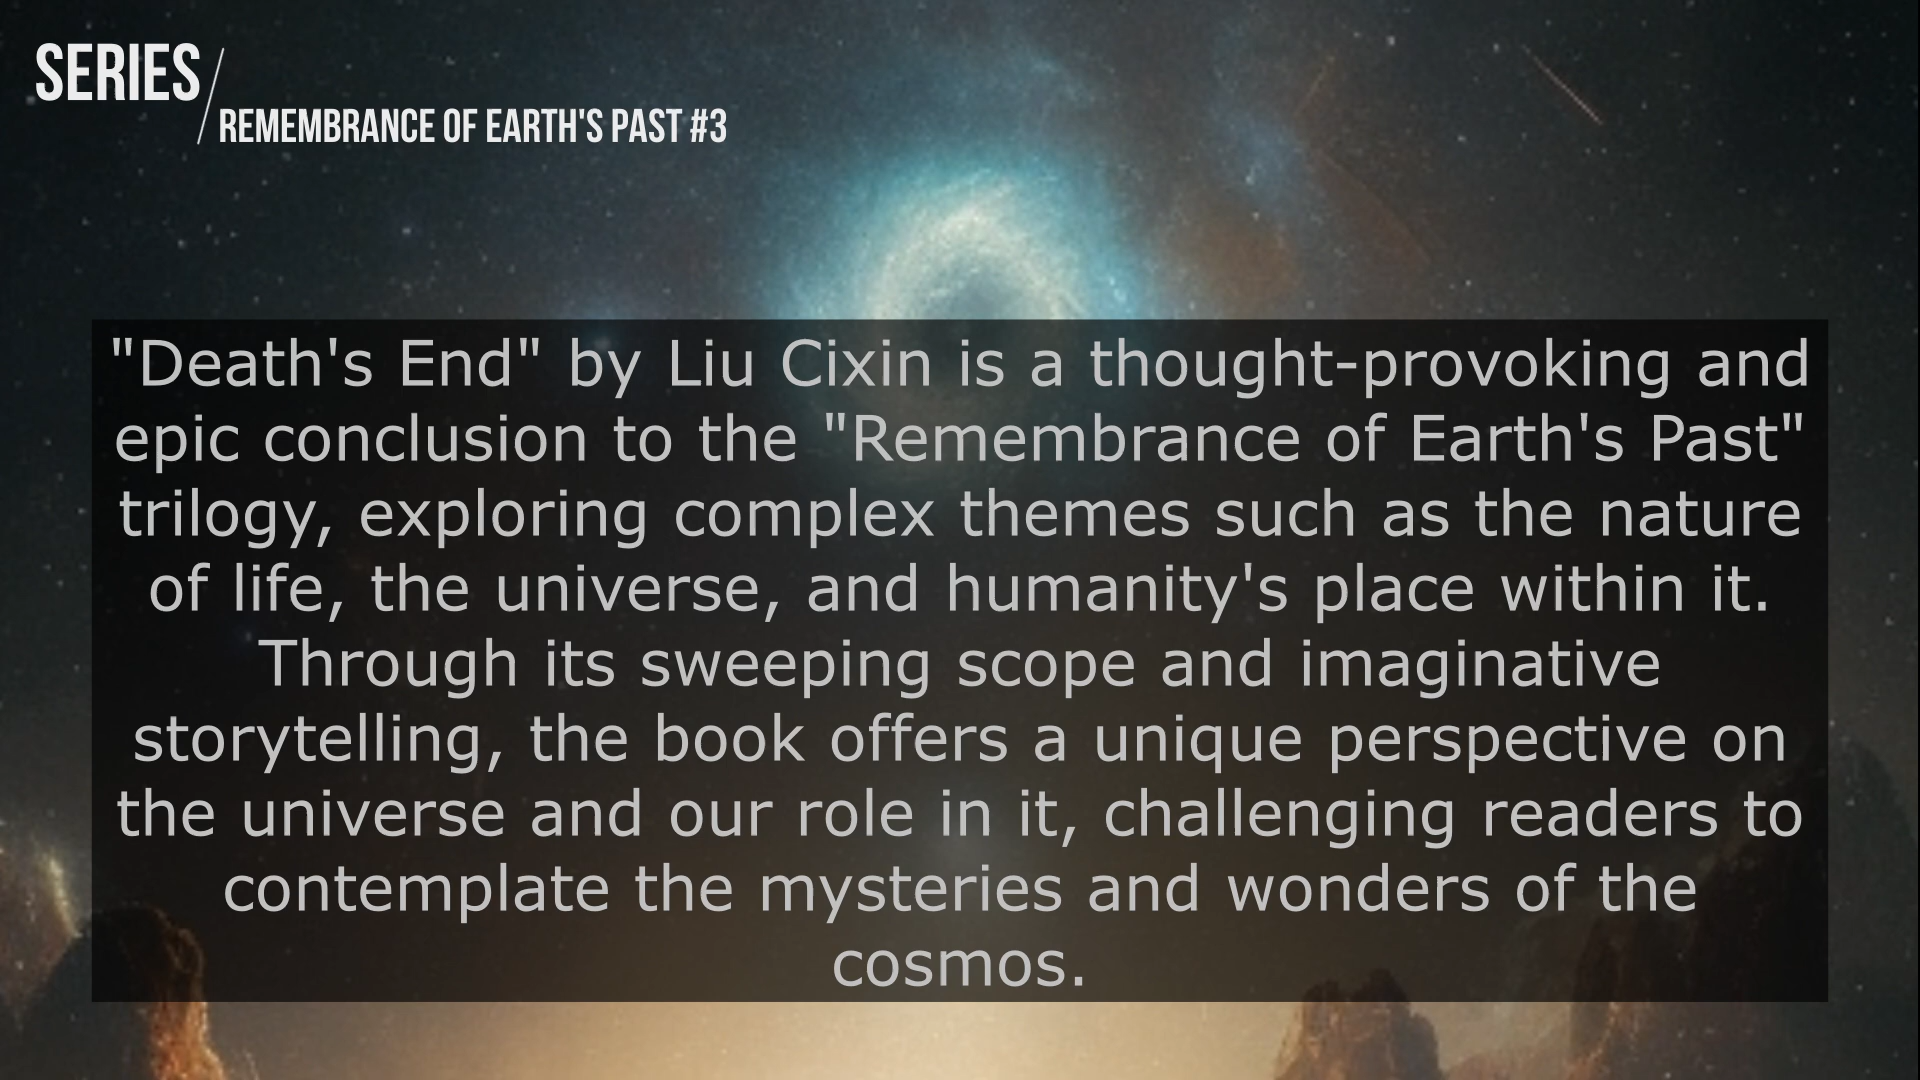 SERIES
REMEMBRANCE OF EARTH'S PAST #3
"Death's End" by Liu Cixin is a thought-provoking and
epic conclusion to the "Remembrance of Earth's Past"
trilogy, exploring complex themes such as the nature
of life, the universe, and humanity's place within it.
Through its sweeping scope and imaginative
storytelling, the book offers a unique perspective on
the universe and our role in it, challenging readers to
contemplate the mysteries and wonders of the
cosmos.